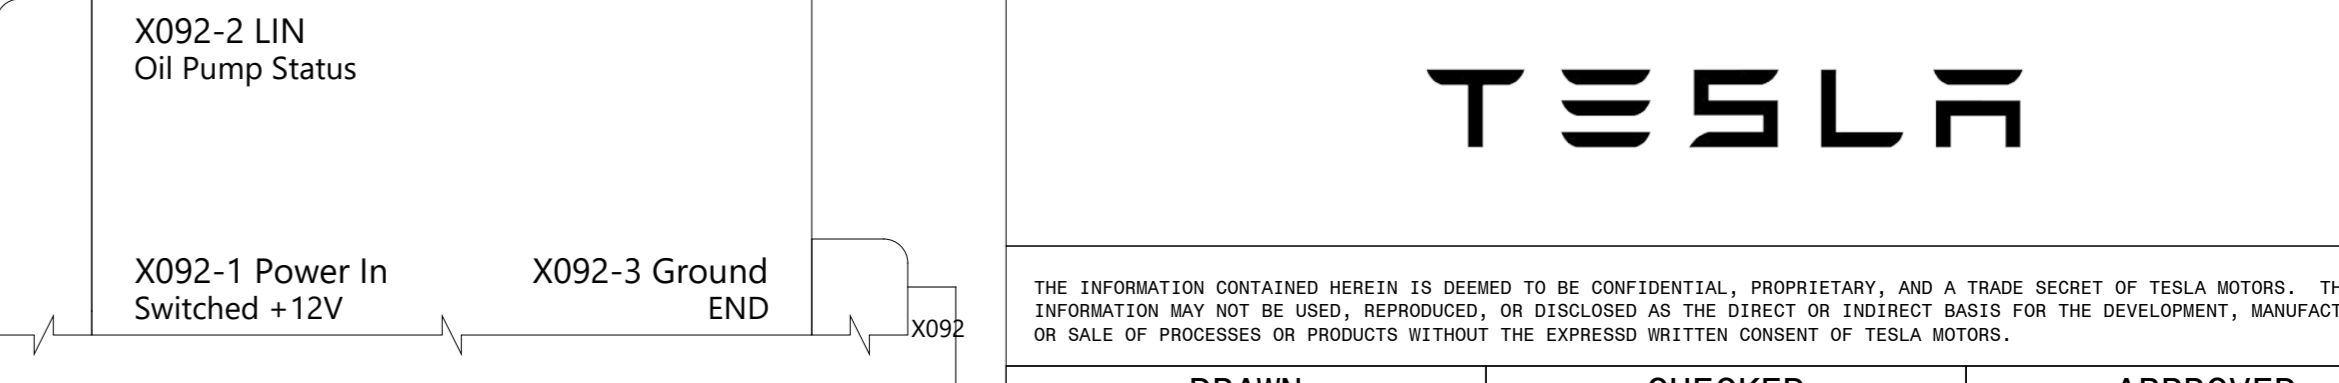 X092-2 LIN
Oil Pump Status
X092-1 Power In
Switched +12V
X092-3 Ground
END
X092
TESLA
THE INFORMATION CONTAINED HEREIN IS DEEMED TO BE CONFIDENTIAL, PROPRIETARY, AND A TRADE SECRET OF TESLA MOTORS.
INFORMATION MAY NOT BE USED, REPRODUCED, OR DISCLOSED AS THE DIRECT OR INDIRECT BASIS FOR THE DEVELOPMENT,
OR SALE OF PROCESSES OR PRODUCTS WITHOUT THE EXPRESSD WRITTEN CONSENT OF TESLA MOTORS.
DRAWN
CHECKED